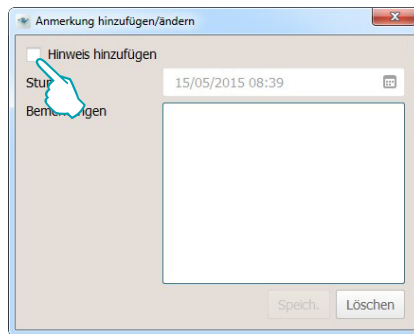 Anmerkung hinzufügen/ändern
Hinweis hinzufügen
15/05/2015 08:39
Speich. Löschen